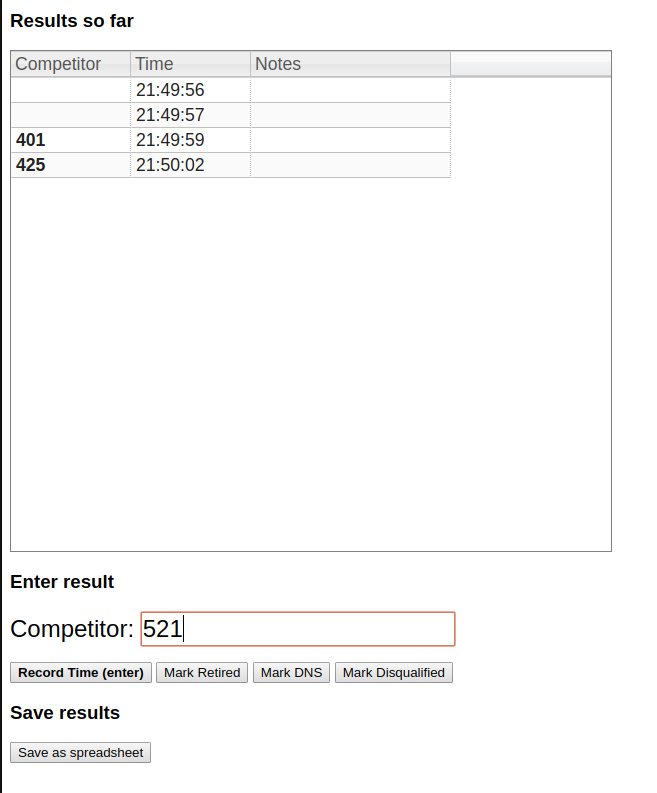 Results so far
Competitor Time Notes
21:49:56
21:49:57
401 21:49:59
425 21:50:02
Enter result
Competitor: 521
Record Time (enter) Mark Retired Mark DNS Mark Disqualified
Save results
Save as spreadsheet